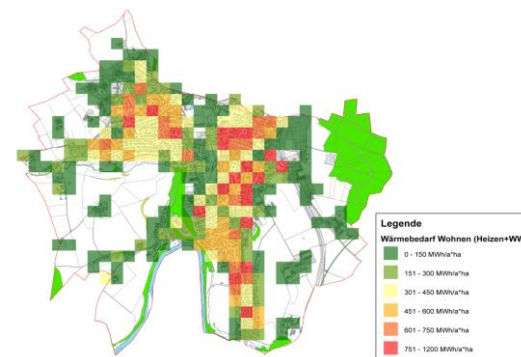 Legende
Wärmebedarf Wohnen (Heizen+WW
0 - 150 MWh/a*ha
151 - 300 MWh/a*ha
301 - 450 MWh/a*ha
451 - 600 MWh/a*ha
601 - 750 MWh/a*ha
751 - 1200 MWh/a*ha